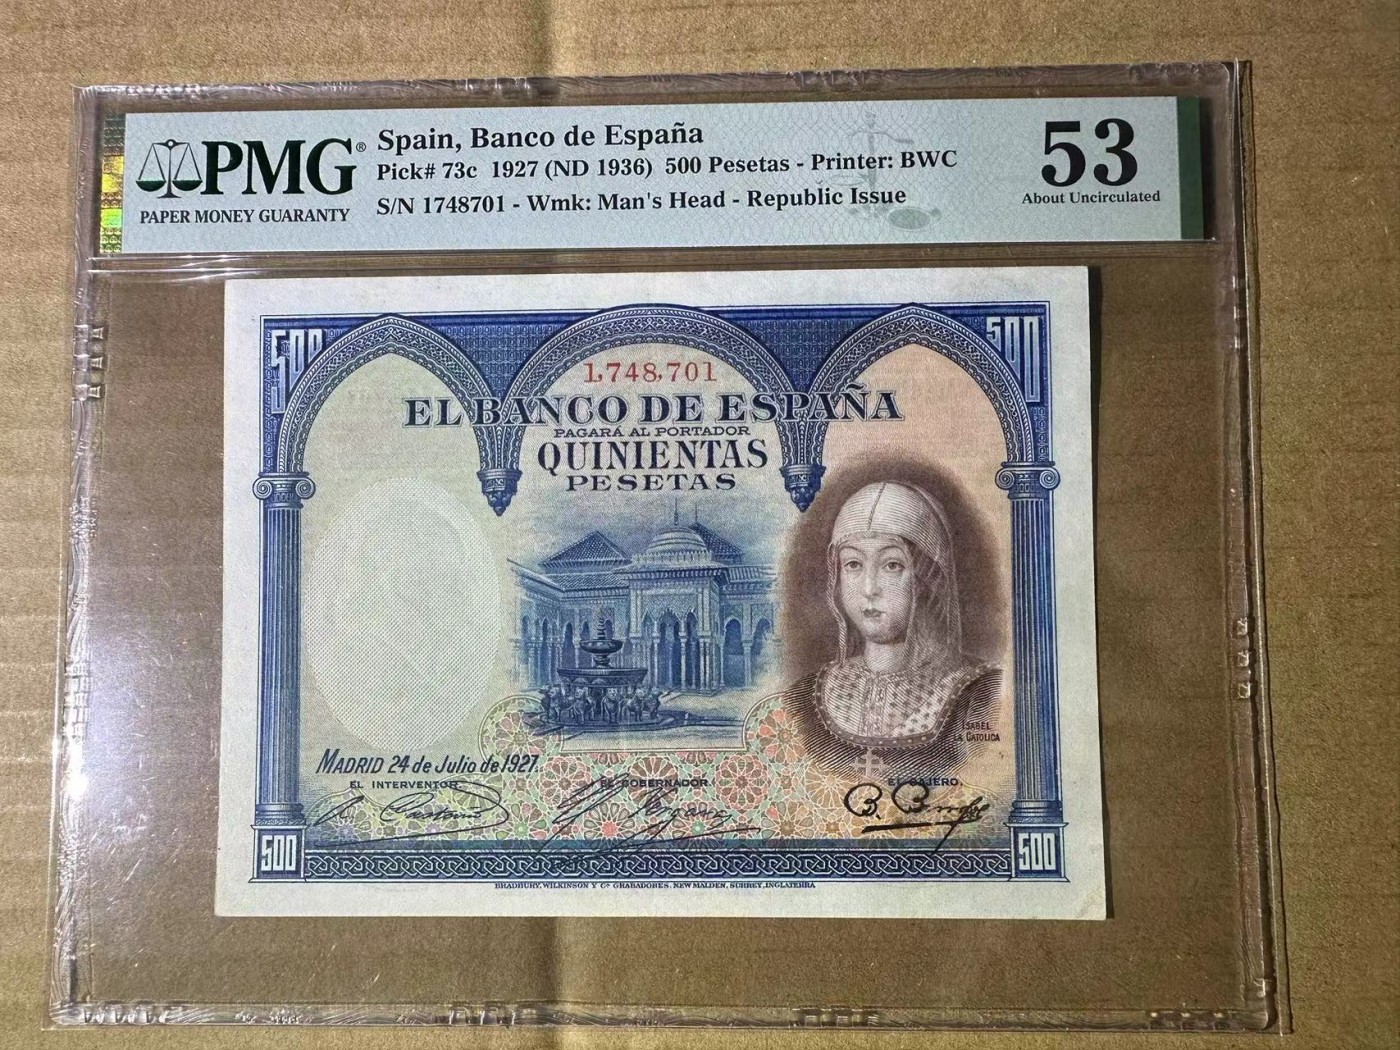 PMG®
PAPER MONEY GUARANTY
Spain, Banco de España
Pick# 73c 1927 (ND 1936) 500 Pesetas - Printer: BWC
S/N 1748701 - Wmk: Man's Head - Republic Issue
53
About Uncirculated
500
500
1,748,701
EL BANCO DE ESPAÑA
PAGARÁ AL PORTADOR
QUINIENTAS
PESETAS
ISABEL
LA CATOLICA
MADRID 24 de Julio de 1927.
EL INTERVENTOR,
EL GOBERNADOR,
EL CAJERO,
500
500
BRADBURY, WILKINSON Y Cª GRABADORES, NEW MALDEN, SURREY, INGLATERRA